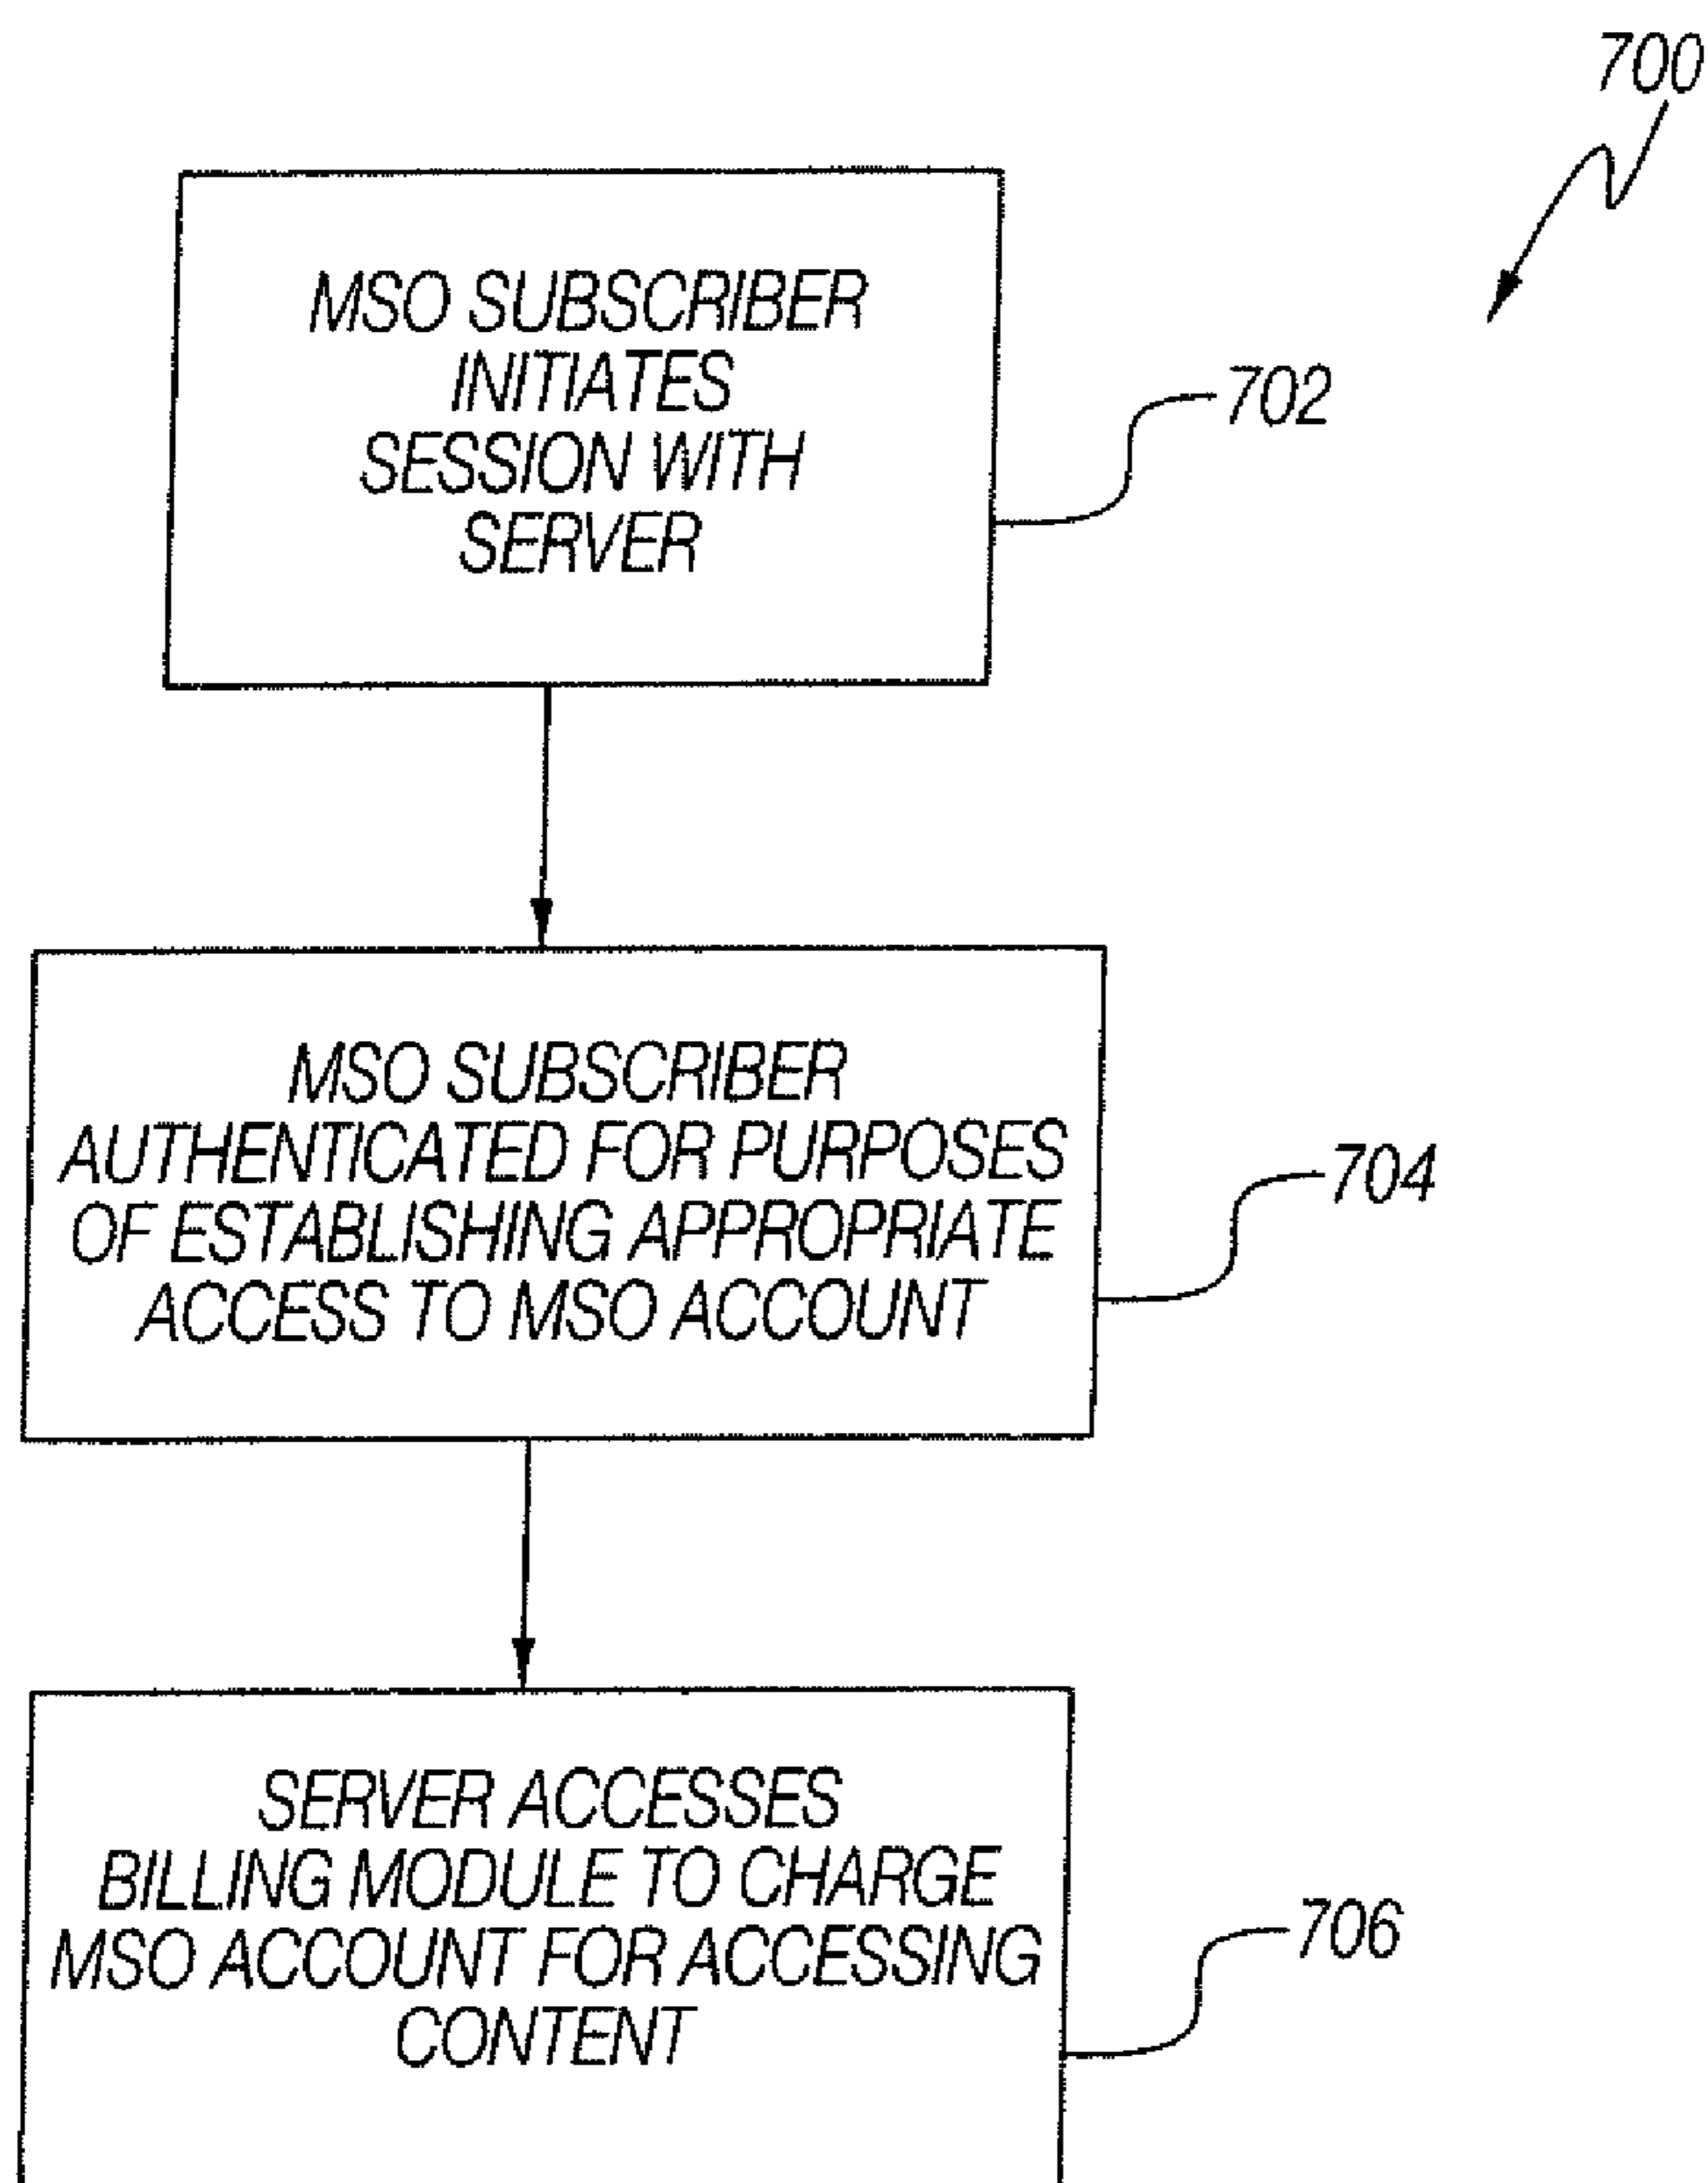 700
MSO SUBSCRIBER
INITIATES
SESSION WITH
SERVER
702
MSO SUBSCRIBER
AUTHENTICATED FOR PURPOSES
OF ESTABLISHING APPROPRIATE
ACCESS TO MSO ACCOUNT
704
SERVER ACCESSES
BILLING MODULE TO CHARGE
MSO ACCOUNT FOR ACCESSING
CONTENT
706